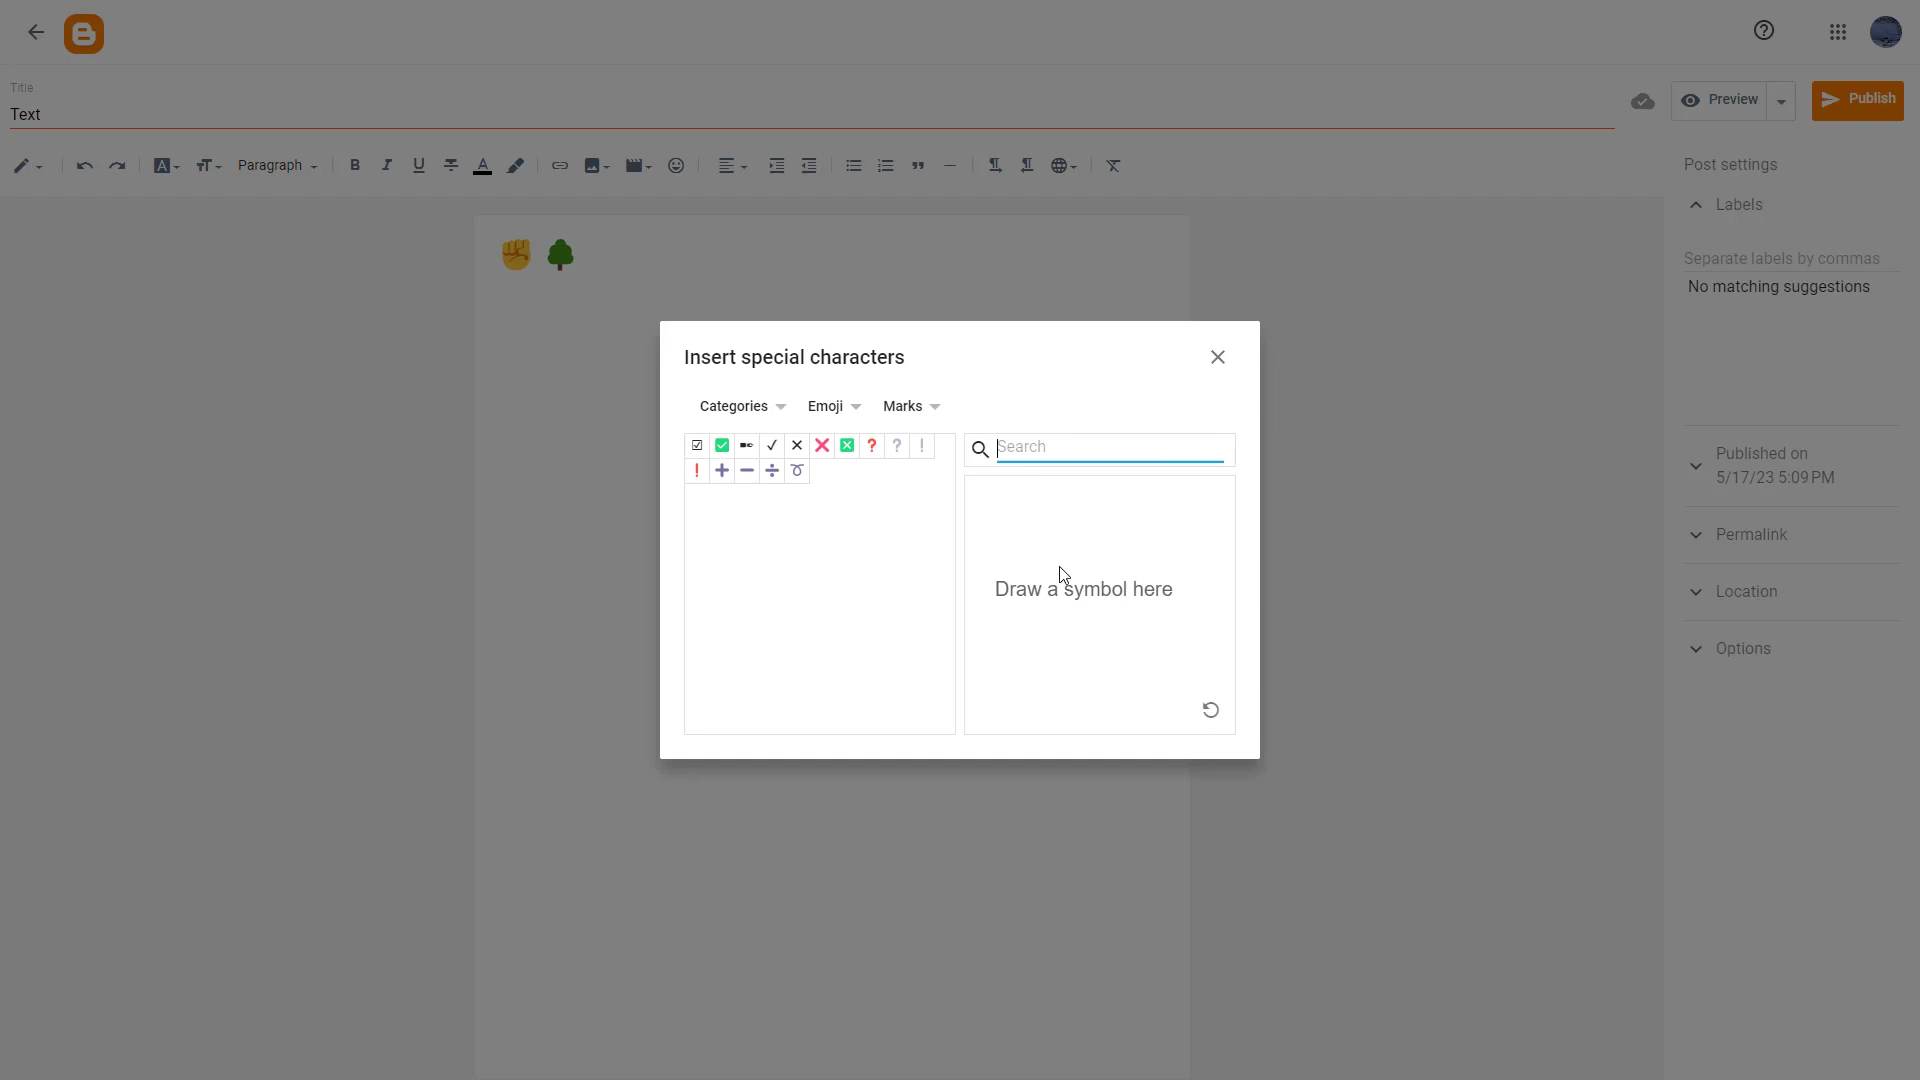 Title
Text
Preview
Publish
Paragraph
Post settings
Labels
Separate labels by commas
No matching suggestions
Insert special characters
Categories
Emoji
Marks
Search
Draw a symbol here
Published on
5/17/23 5:09 PM
Permalink
Location
Options